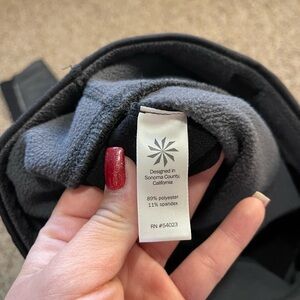 Designed in
Sonoma County,
California
89% polyester
11% spandex
RN #54023